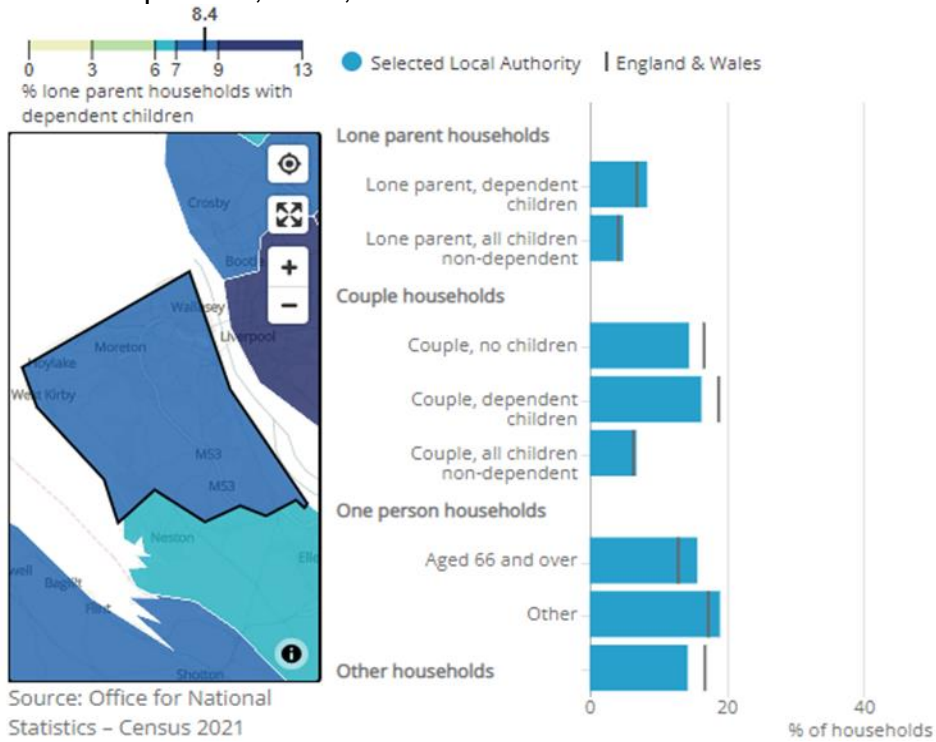 8.4
0 3 6 7 9 13
% lone parent households with
dependent children
Selected Local Authority
England & Wales
Crosby
Wallasey
Liverpool
Moreton
Hoylake
West Kirby
M53
M53
Neston
Elle
well
Bagillt
Flint
Shotton
Source: Office for National
Statistics – Census 2021
Lone parent households
Lone parent, dependent
children
Lone parent, all children
non-dependent
Couple households
Couple, no children
Couple, dependent
children
Couple, all children
non-dependent
One person households
Aged 66 and over
Other
Other households
0 20 40
% of households